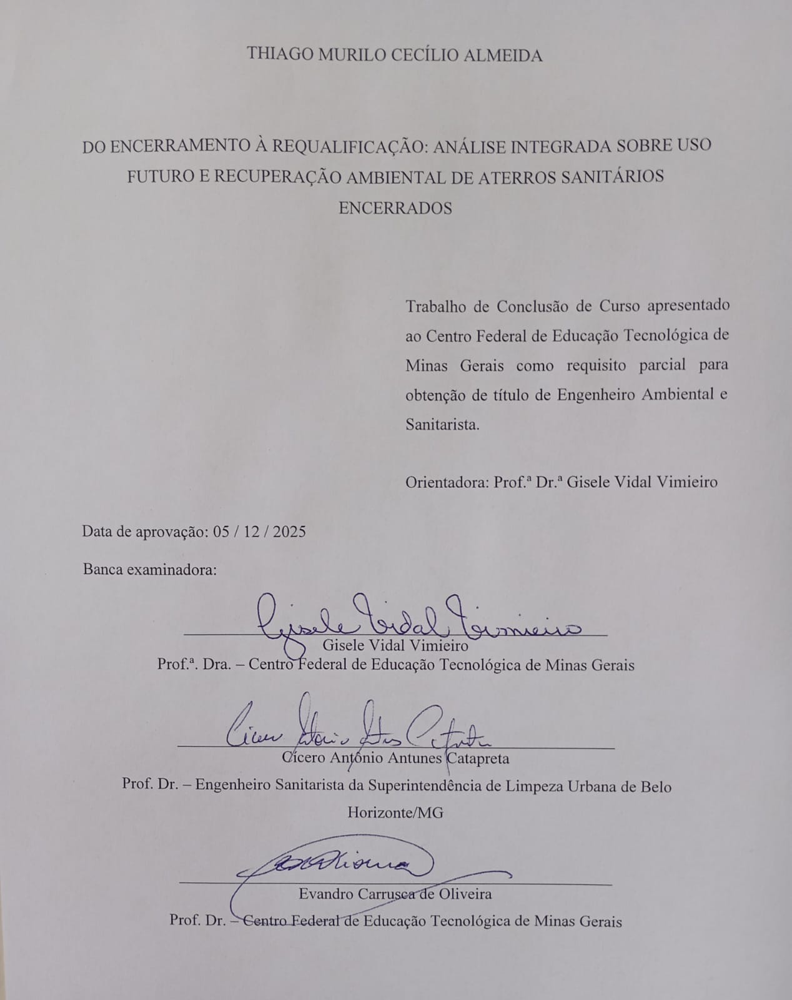 THIAGO MURILO CECÍLIO ALMEIDA
DO ENCERRAMENTO À REQUALIFICAÇÃO: ANÁLISE INTEGRADA SOBRE USO
FUTURO E RECUPERAÇÃO AMBIENTAL DE ATERROS SANITÁRIOS
ENCERRADOS
Trabalho de Conclusão de Curso apresentado
ao Centro Federal de Educação Tecnológica de
Minas Gerais como requisito parcial para
obtenção de título de Engenheiro Ambiental e
Sanitarista.
Orientadora: Prof.ª Dr.ª Gisele Vidal Vimieiro
Data de aprovação: 05 / 12 / 2025
Banca examinadora:
Gisele Vidal Vimieiro
Gisele Vidal Vimieiro
Prof.ª. Dra. – Centro Federal de Educação Tecnológica de Minas Gerais
Cícero Antônio Antunes Catapreta
Prof. Dr. – Engenheiro Sanitarista da Superintendência de Limpeza Urbana de Belo
Horizonte/MG
Evandro Carrusca de Oliveira
Prof. Dr. – Centro Federal de Educação Tecnológica de Minas Gerais